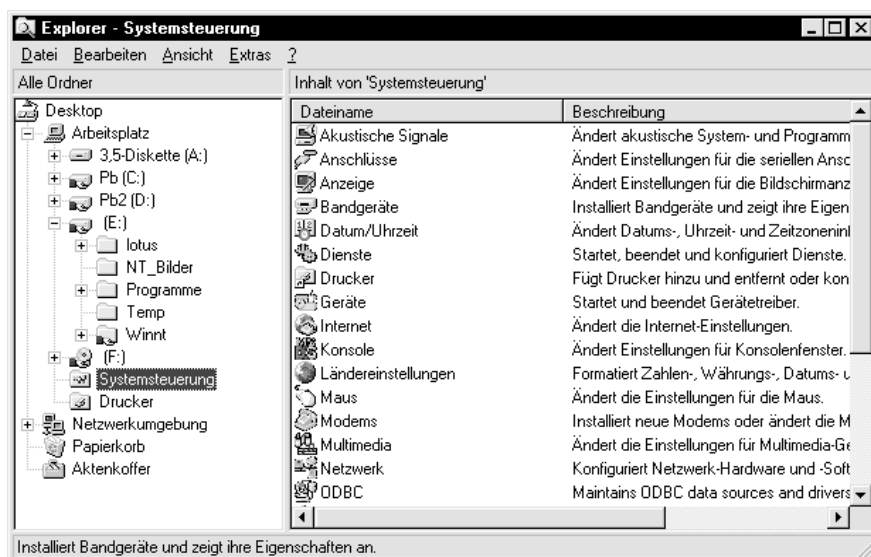 Explorer - Systemsteuerung
Datei Bearbeiten Ansicht Extras ?
Alle Ordner
Inhalt von 'Systemsteuerung'
Desktop
Arbeitsplatz
3,5-Diskette (A:)
Pb (C:)
Pb2 (D:)
(E:)
lotus
NT_Bilder
Programme
Temp
Winnt
(F:)
Systemsteuerung
Drucker
Netzwerkumgebung
Papierkorb
Aktenkoffer
Dateiname Beschreibung
Akustische Signale Ändert akustische System- und Programm
Anschlüsse Ändert Einstellungen für die seriellen Ansc
Anzeige Ändert Einstellungen für die Bildschirmanz
Bandgeräte Installiert Bandgeräte und zeigt ihre Eigen
Datum/Uhrzeit Ändert Datums-, Uhrzeit- und Zeitzonenin
Dienste Startet, beendet und konfiguriert Dienste.
Drucker Fügt Drucker hinzu und entfernt oder kon
Geräte Startet und beendet Gerätetreiber.
Internet Ändert die Internet-Einstellungen.
Konsole Ändert Einstellungen für Konsolenfenster.
Ländereinstellungen Formatiert Zahlen-, Währungs-, Datums- u
Maus Ändert die Einstellungen für die Maus.
Modems Installiert neue Modems oder ändert die M
Multimedia Ändert die Einstellungen für Multimedia-Ge
Netzwerk Konfiguriert Netzwerk-Hardware und -Soft
ODBC Maintains ODBC data sources and drivers
Installiert Bandgeräte und zeigt ihre Eigenschaften an.